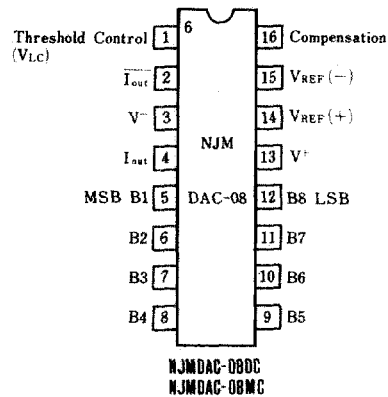 Threshold Control 1 6 16 Compensation
(VLC)
Iout 2 15 VREF (−)
V− 3 14 VREF (+)
NJM
Iout 4 13 V+
MSB B1 5 DAC-08 12 B8 LSB
B2 6 11 B7
B3 7 10 B6
B4 8 9 B5
NJMDAC-08DC
NJMDAC-08MC